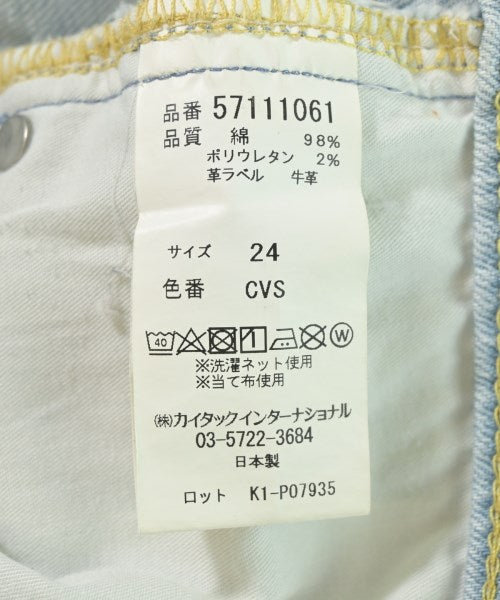 品番 57111061
品質 綿 98%
ポリウレタン 2%
革ラベル 牛革
サイズ 24
色番 CVS
40 W
※洗濯ネット使用
※当て布使用
㈱カイタックインターナショナル
03-5722-3684
日本製
ロット K1-P07935